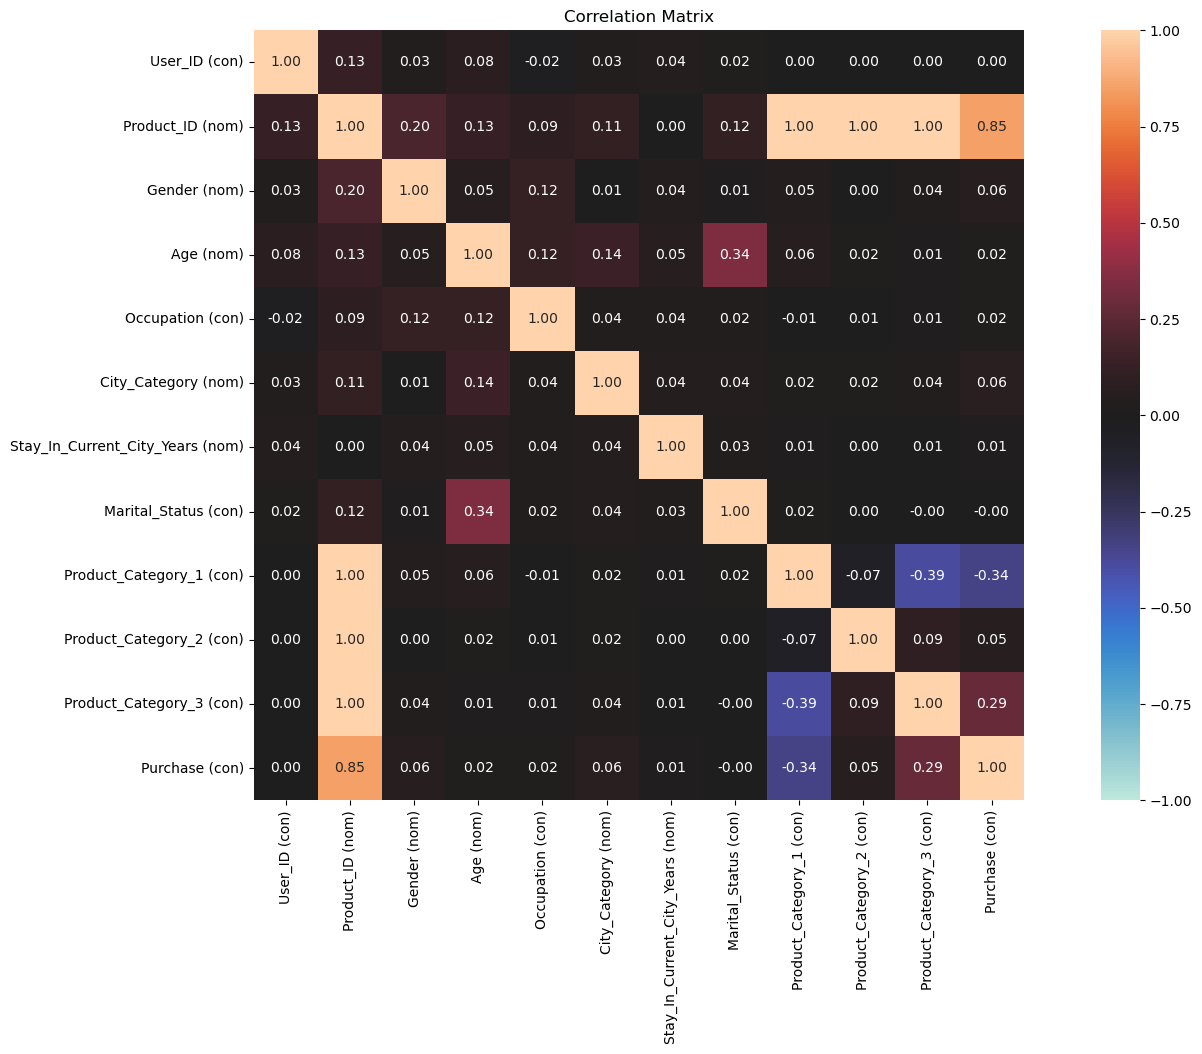 Correlation Matrix
User_ID (con) 1.00 0.13 0.03 0.08 -0.02 0.03 0.04 0.02 0.00 0.00 0.00 0.00
Product_ID (nom) 0.13 1.00 0.20 0.13 0.09 0.11 0.00 0.12 1.00 1.00 1.00 0.85
Gender (nom) 0.03 0.20 1.00 0.05 0.12 0.01 0.04 0.01 0.05 0.00 0.04 0.06
Age (nom) 0.08 0.13 0.05 1.00 0.12 0.14 0.05 0.34 0.06 0.02 0.01 0.02
Occupation (con) -0.02 0.09 0.12 0.12 1.00 0.04 0.04 0.02 -0.01 0.01 0.01 0.02
City_Category (nom) 0.03 0.11 0.01 0.14 0.04 1.00 0.04 0.04 0.02 0.02 0.04 0.06
Stay_In_Current_City_Years (nom) 0.04 0.00 0.04 0.05 0.04 0.04 1.00 0.03 0.01 0.00 0.01 0.01
Marital_Status (con) 0.02 0.12 0.01 0.34 0.02 0.04 0.03 1.00 0.02 0.00 -0.00 -0.00
Product_Category_1 (con) 0.00 1.00 0.05 0.06 -0.01 0.02 0.01 0.02 1.00 -0.07 -0.39 -0.34
Product_Category_2 (con) 0.00 1.00 0.00 0.02 0.01 0.02 0.00 0.00 -0.07 1.00 0.09 0.05
Product_Category_3 (con) 0.00 1.00 0.04 0.01 0.01 0.04 0.01 -0.00 -0.39 0.09 1.00 0.29
Purchase (con) 0.00 0.85 0.06 0.02 0.02 0.06 0.01 -0.00 -0.34 0.05 0.29 1.00
User_ID (con)
Product_ID (nom)
Gender (nom)
Age (nom)
Occupation (con)
City_Category (nom)
Stay_In_Current_City_Years (nom)
Marital_Status (con)
Product_Category_1 (con)
Product_Category_2 (con)
Product_Category_3 (con)
Purchase (con)
1.00
0.75
0.50
0.25
0.00
−0.25
−0.50
−0.75
−1.00